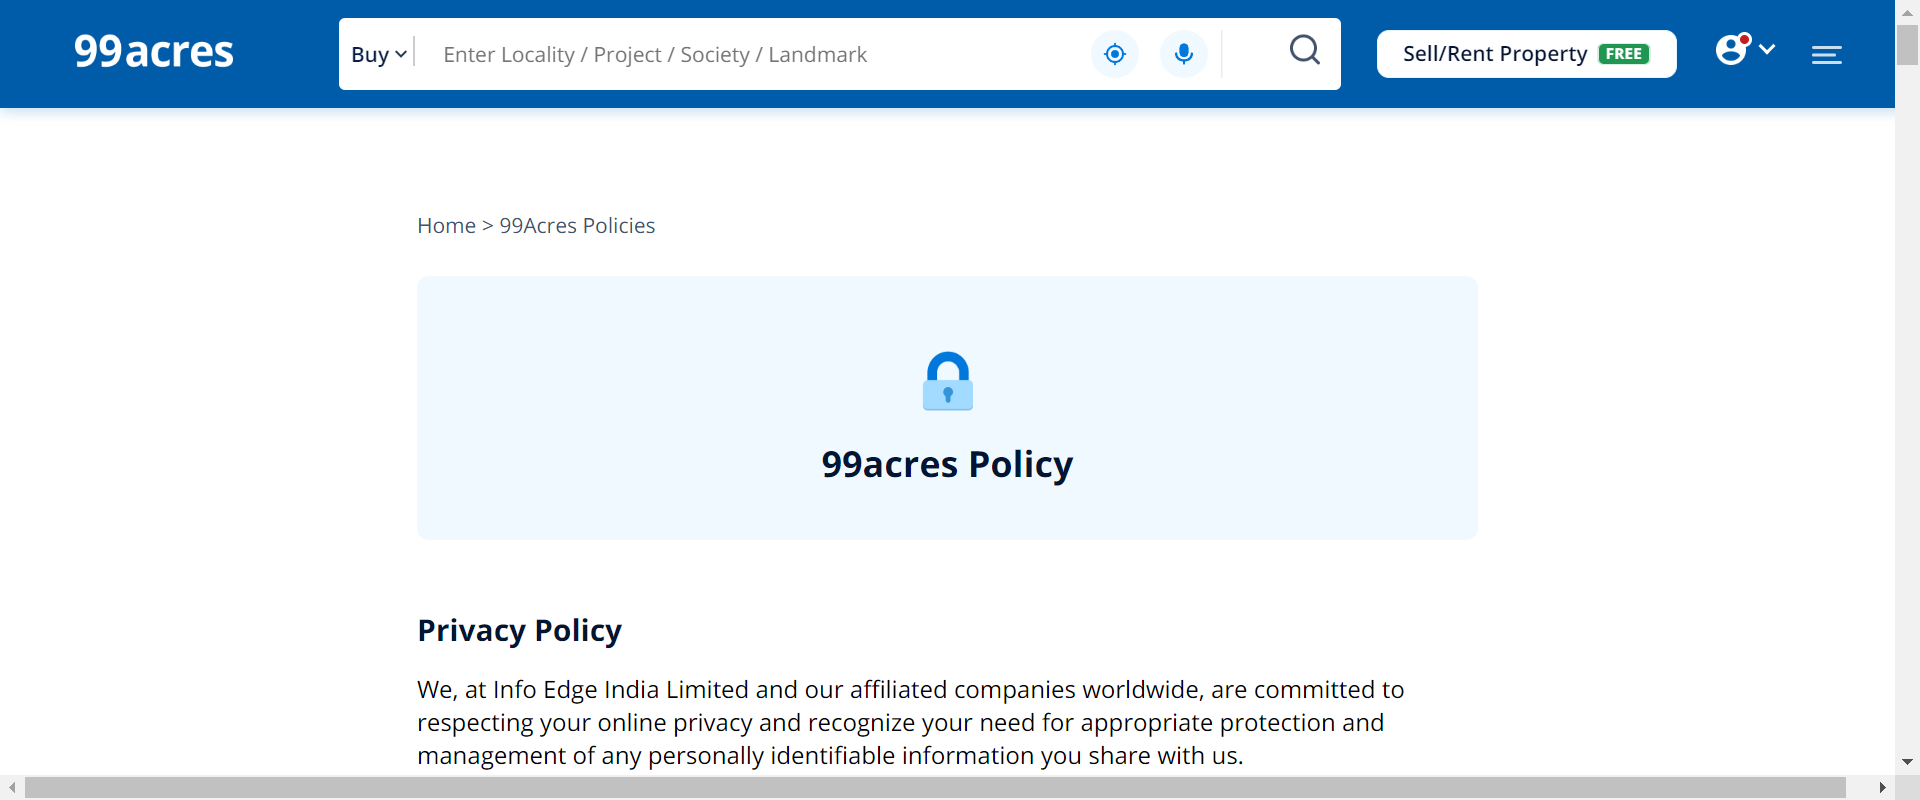 99acres
Buy
Enter Locality / Project / Society / Landmark
Sell/Rent Property FREE
Home > 99Acres Policies
99acres Policy
Privacy Policy
We, at Info Edge India Limited and our affiliated companies worldwide, are committed to
respecting your online privacy and recognize your need for appropriate protection and
management of any personally identifiable information you share with us.